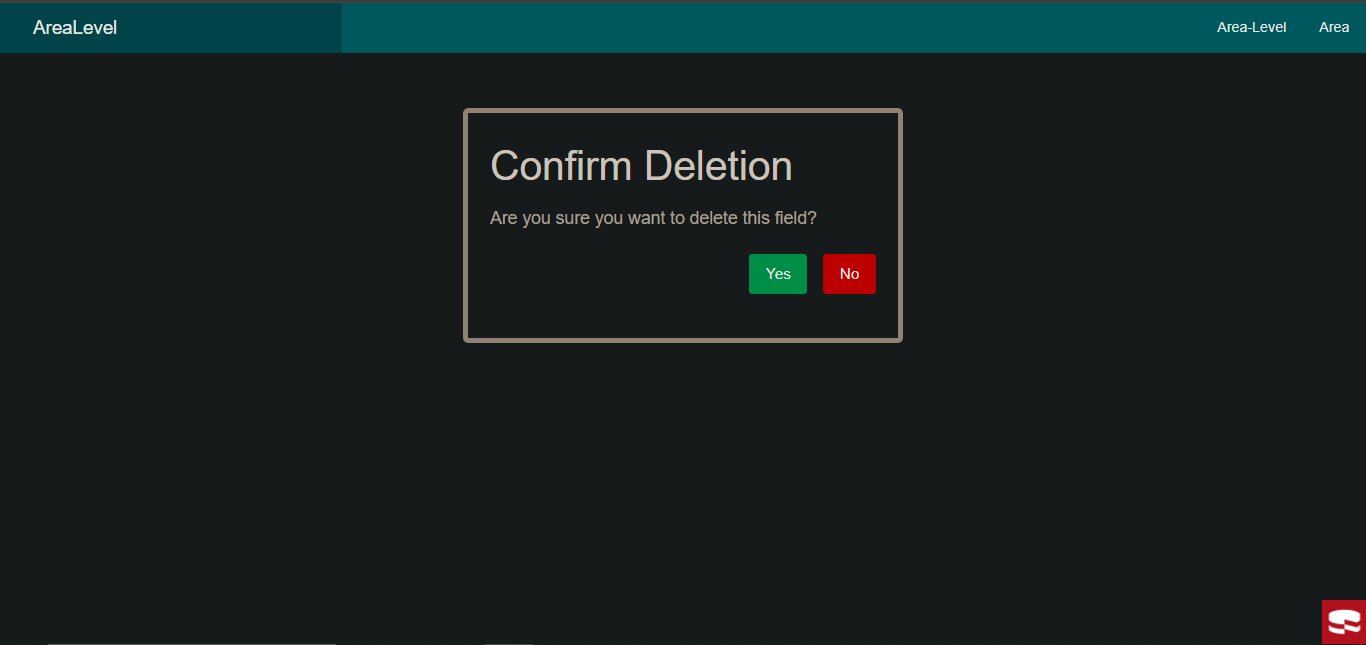 AreaLevel
Area-Level Area
Confirm Deletion
Are you sure you want to delete this field?
Yes No